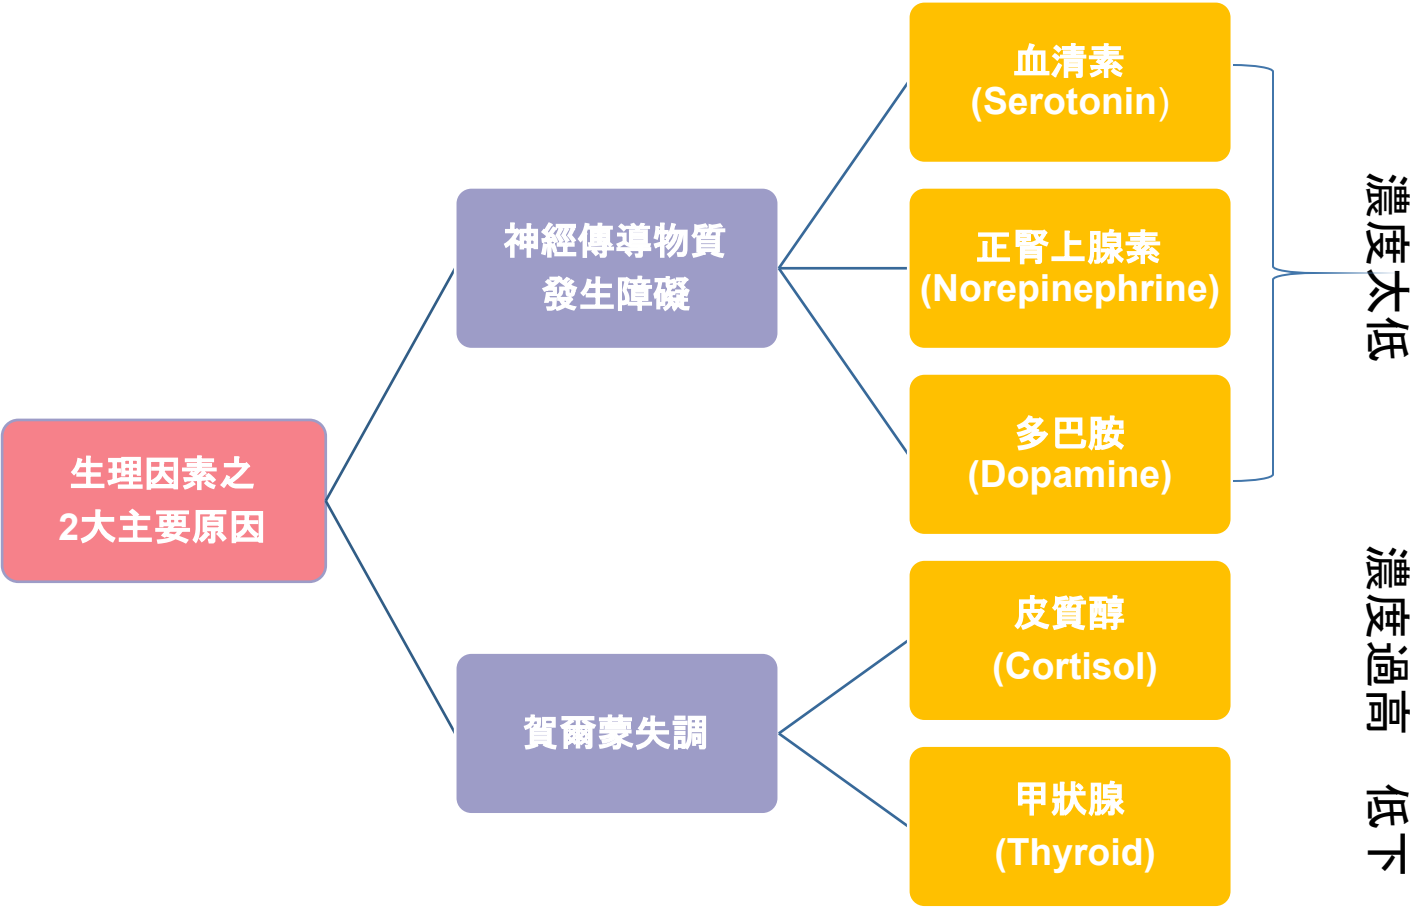 生理因素之
2大主要原因
神經傳導物質
發生障礙
賀爾蒙失調
血清素
(Serotonin)
正腎上腺素
(Norepinephrine)
多巴胺
(Dopamine)
皮質醇
(Cortisol)
甲狀腺
(Thyroid)
濃度太低
濃度過高
低下